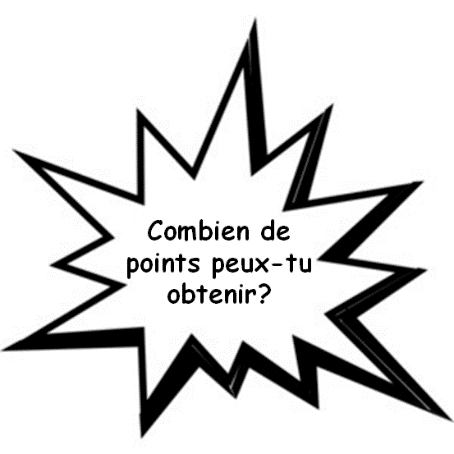 Combien de
points peux-tu
obtenir?